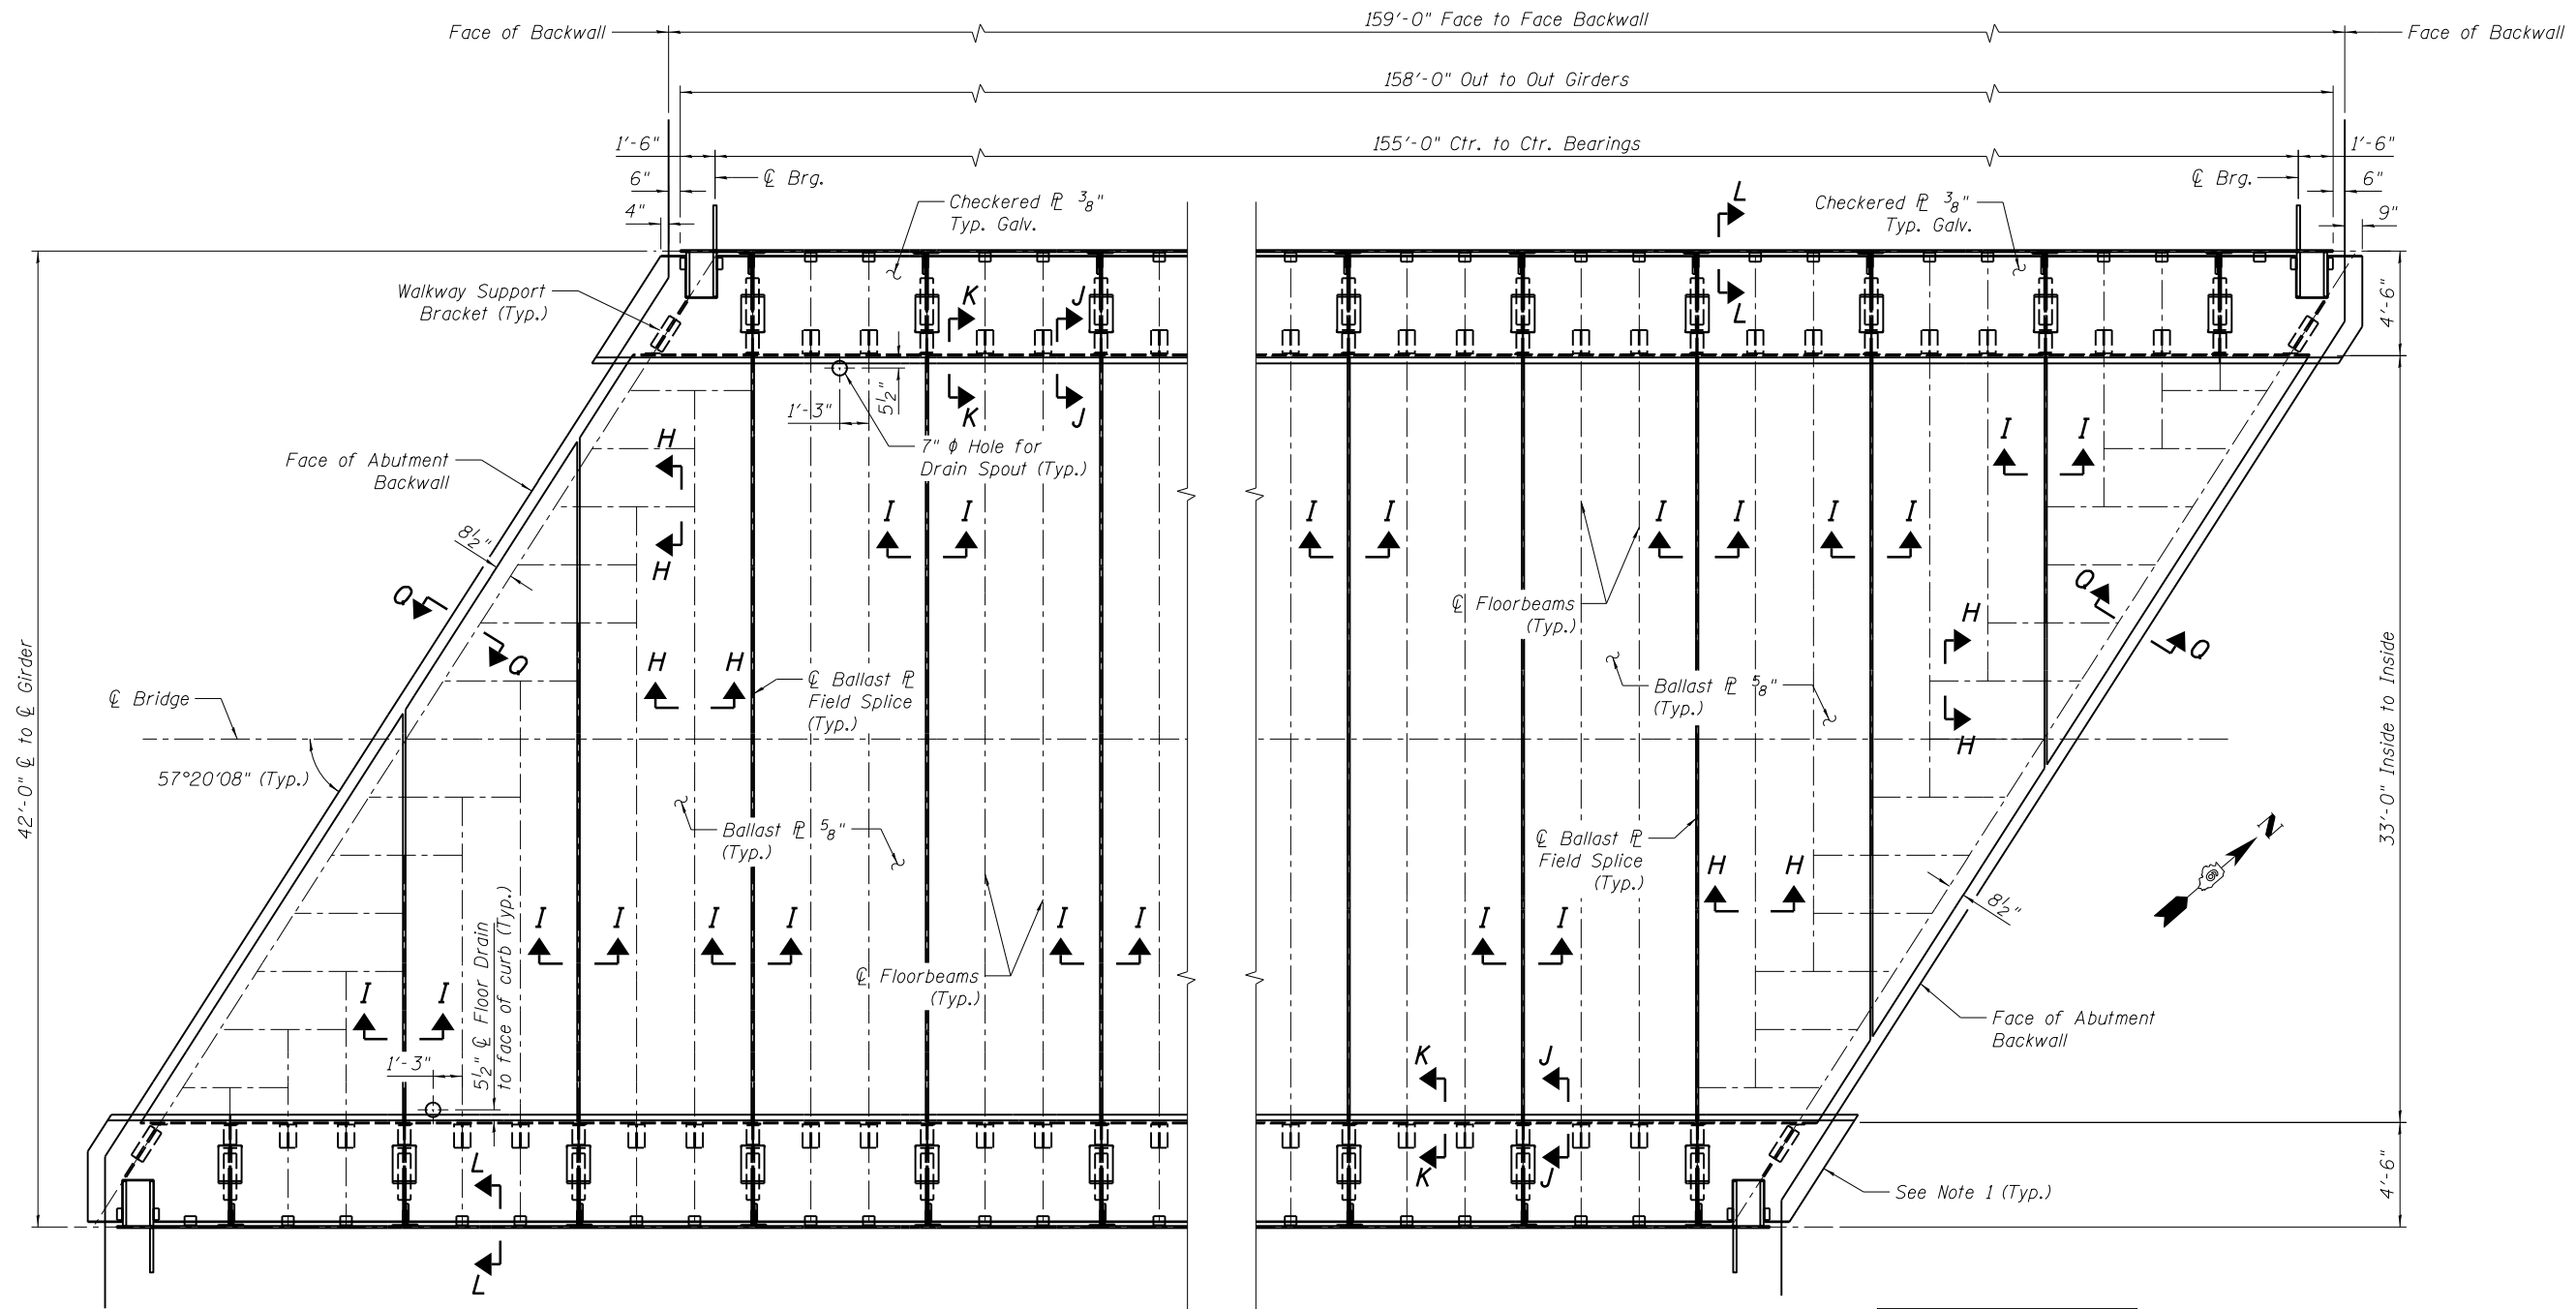 159'-0" Face to Face Backwall
Face of Backwall
Face of Backwall
158'-0" Out to Out Girders
1'-6"
155'-0" Ctr. to Ctr. Bearings
1'-6"
6"
℄ Brg.
℄ Brg.
6"
4"
Checkered ℙL 3/8"
Typ. Galv.
L
Checkered ℙL 3/8"
Typ. Galv.
9"
Walkway Support
Bracket (Typ.)
K
J
L
4'-6"
1'-3"
5½"
K
J
7" ϕ Hole for
Drain Spout (Typ.)
H
I
I
Face of Abutment
Backwall
8½"
I
I
I
I
I
I
I
I
H
Q
Q
℄ Floorbeams
(Typ.)
Q
Q
H
H
H
H
℄ Bridge
℄ Ballast ℙL
Field Splice
(Typ.)
Ballast ℙL 5/8"
(Typ.)
33'-0" Inside to Inside
42'-0" ℄ to ℄ Girder
57°20'08" (Typ.)
H
Ballast ℙL 5/8"
(Typ.)
℄ Ballast ℙL
Field Splice
(Typ.)
N
H
H
8½"
5½" ℄ Floor Drain
to face of curb (Typ.)
I
I
I
I
I
I
I
I
℄ Floorbeams
(Typ.)
I
I
Face of Abutment
Backwall
1'-3"
K
J
L
K
J
See Note 1 (Typ.)
4'-6"
L